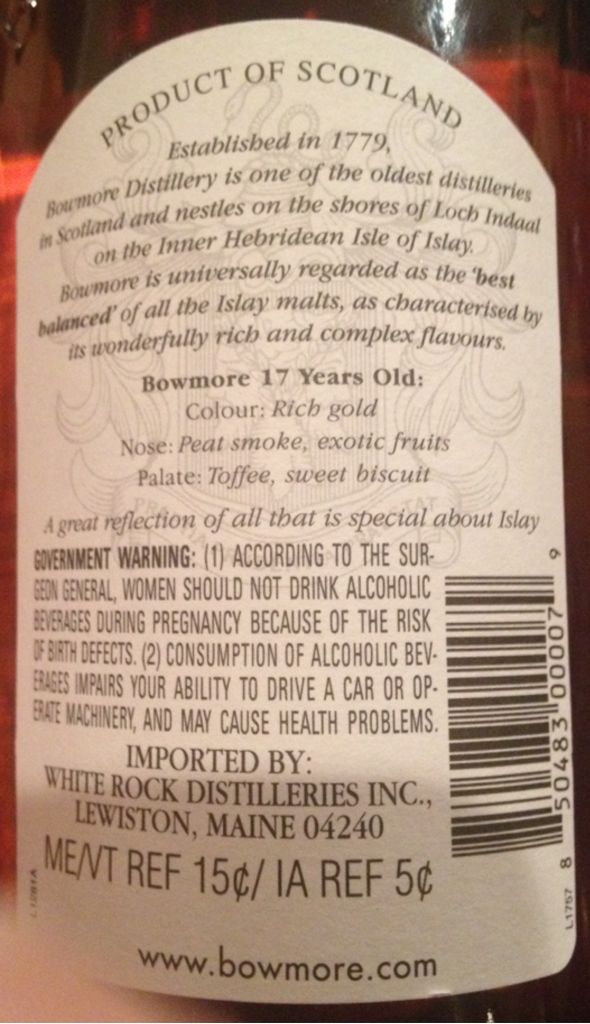 PRODUCT OF SCOTLAND
Established in 1779,
Bowmore Distillery is one of the oldest distilleries
in Scotland and nestles on the shores of Loch Indaal
on the Inner Hebridean Isle of Islay.
Bowmore is universally regarded as the 'best
balanced' of all the Islay malts, as characterised by
its wonderfully rich and complex flavours.
Bowmore 17 Years Old:
Colour: Rich gold
Nose: Peat smoke, exotic fruits
Palate: Toffee, sweet biscuit
A great reflection of all that is special about Islay
GOVERNMENT WARNING: (1) ACCORDING TO THE SUR-
GEON GENERAL, WOMEN SHOULD NOT DRINK ALCOHOLIC
BEVERAGES DURING PREGNANCY BECAUSE OF THE RISK
OF BIRTH DEFECTS. (2) CONSUMPTION OF ALCOHOLIC BEV-
ERAGES IMPAIRS YOUR ABILITY TO DRIVE A CAR OR OP-
ERATE MACHINERY, AND MAY CAUSE HEALTH PROBLEMS.
8 50483 00007 9
IMPORTED BY:
WHITE ROCK DISTILLERIES INC.,
LEWISTON, MAINE 04240
ME/VT REF 15¢/ IA REF 5¢
L1261A
L1757
www.bowmore.com